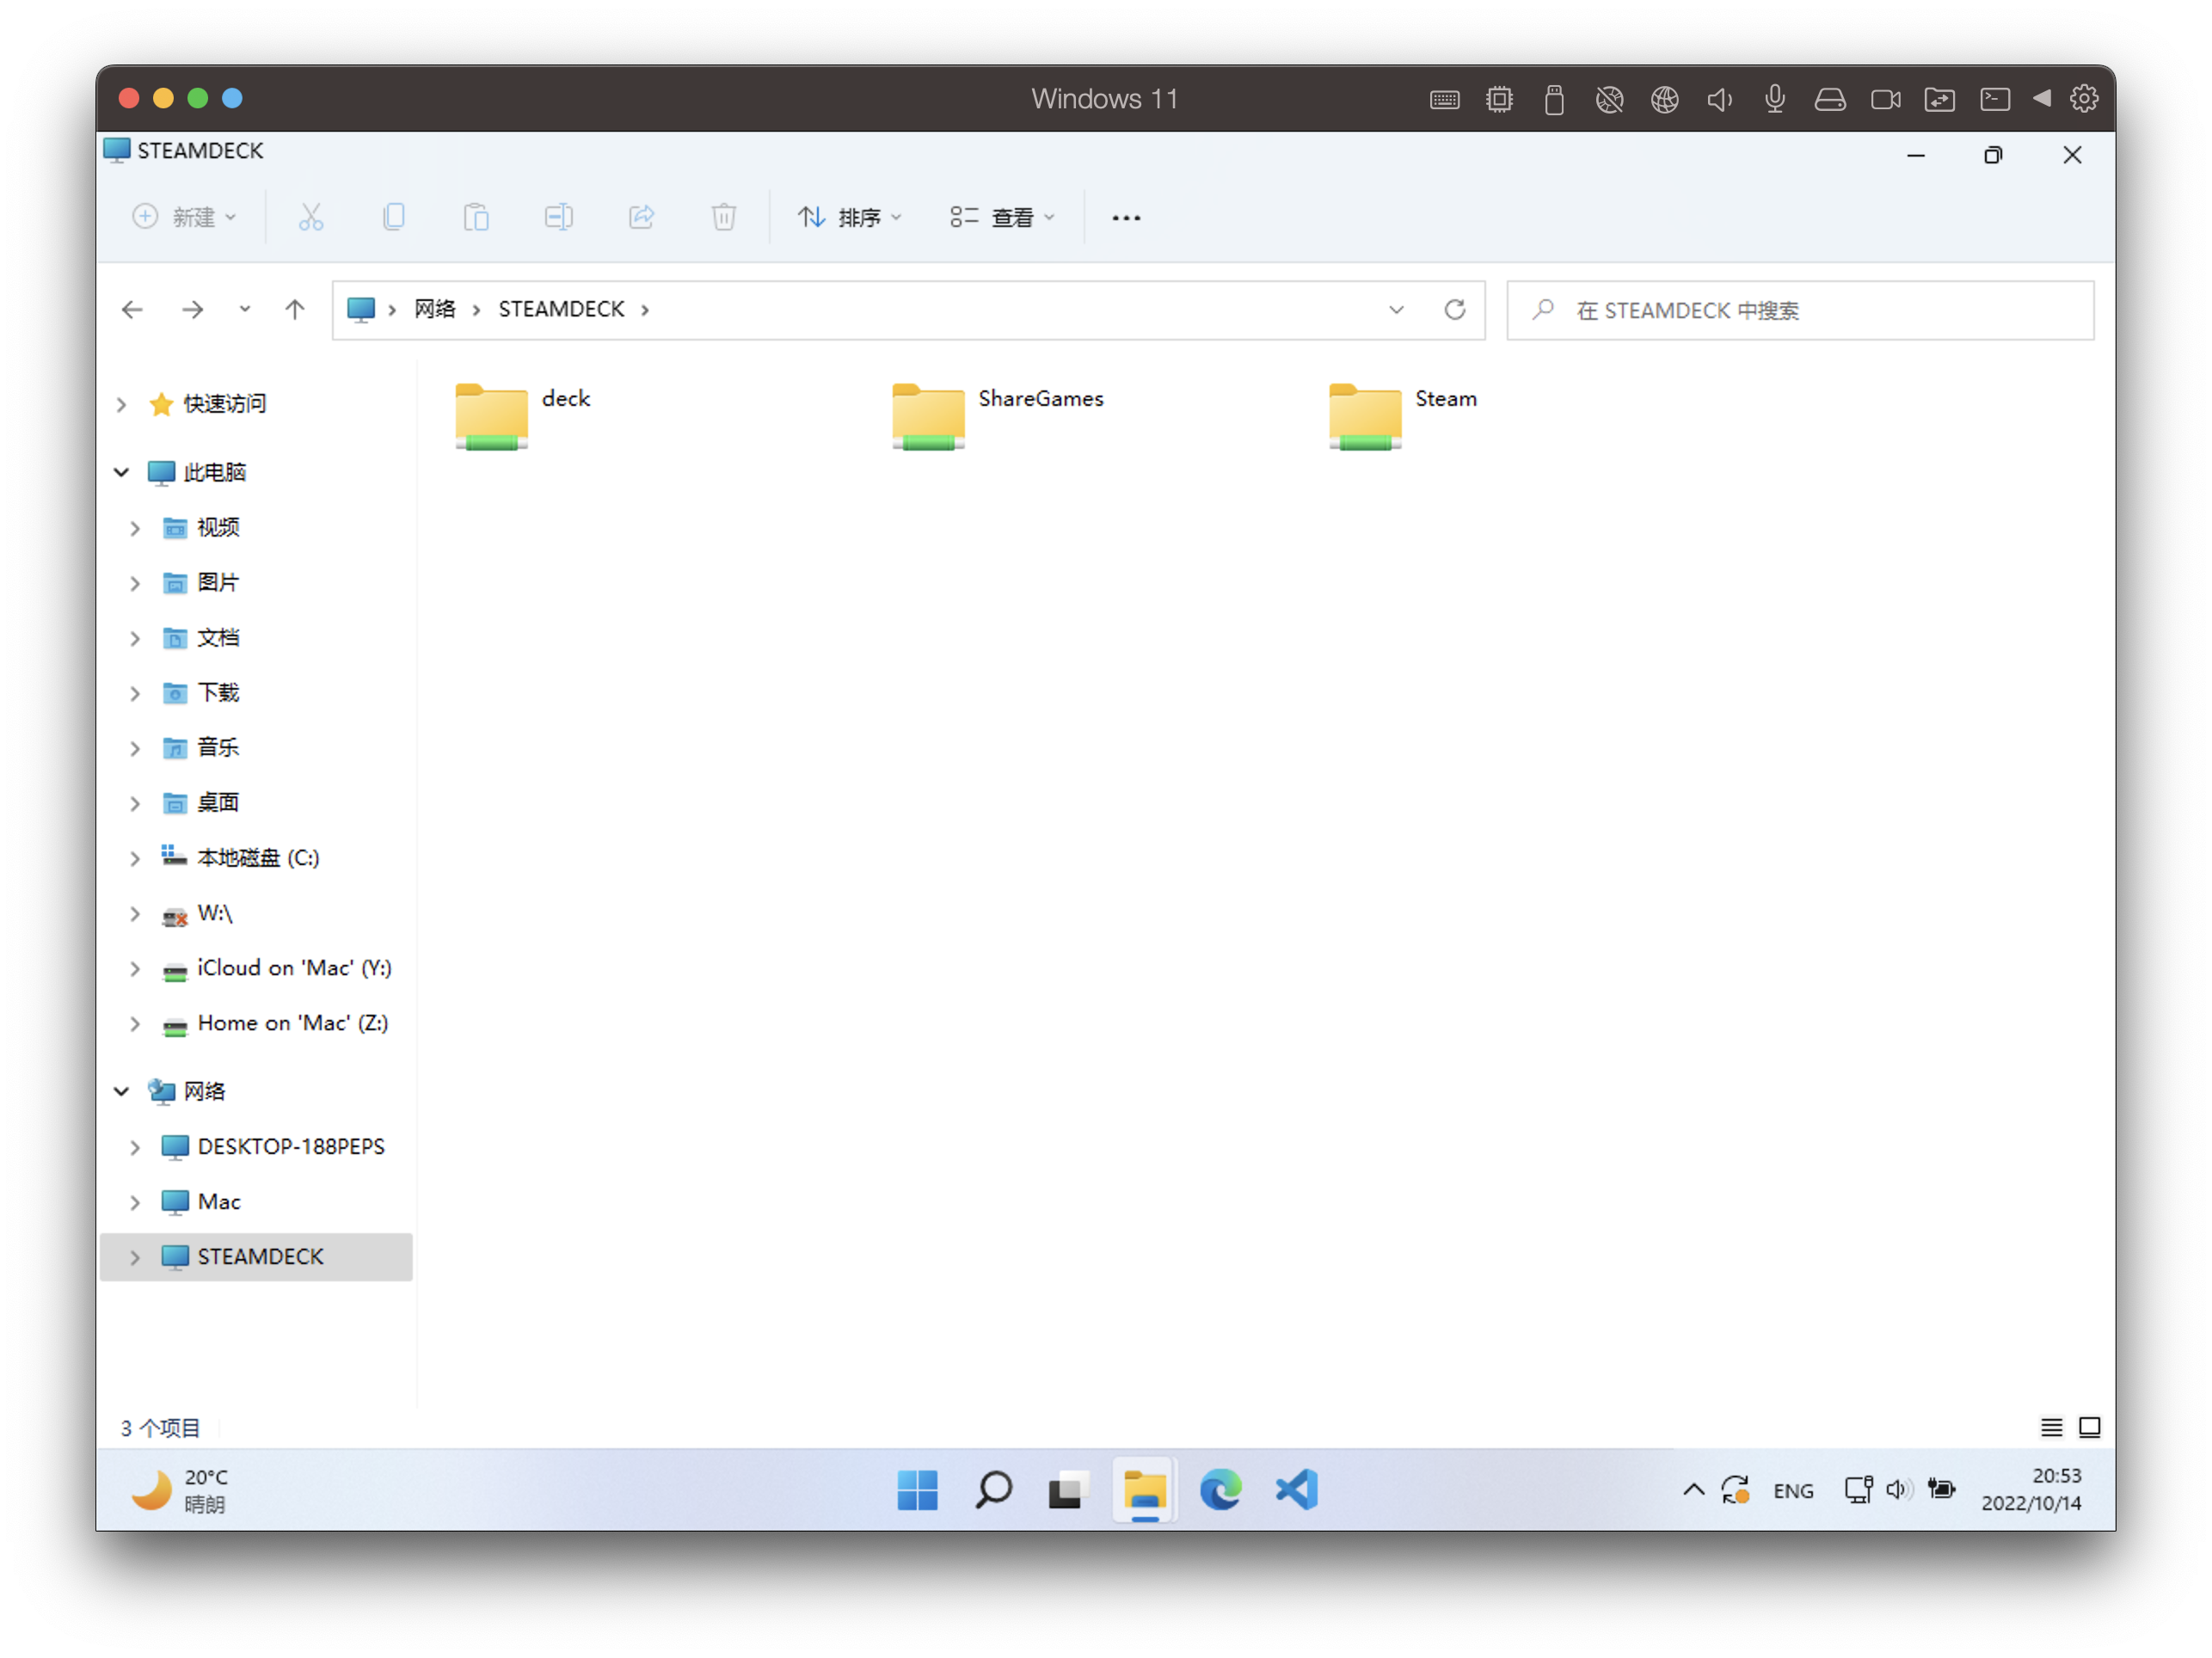 Windows 11
STEAMDECK
新建
排序
查看
网络
STEAMDECK
在 STEAMDECK 中搜索
快速访问
此电脑
视频
图片
文档
下载
音乐
桌面
本地磁盘 (C:)
W:\
iCloud on 'Mac' (Y:)
Home on 'Mac' (Z:)
网络
DESKTOP-188PEPS
Mac
STEAMDECK
deck
ShareGames
Steam
3 个项目
20°C
晴朗
ENG
20:53
2022/10/14